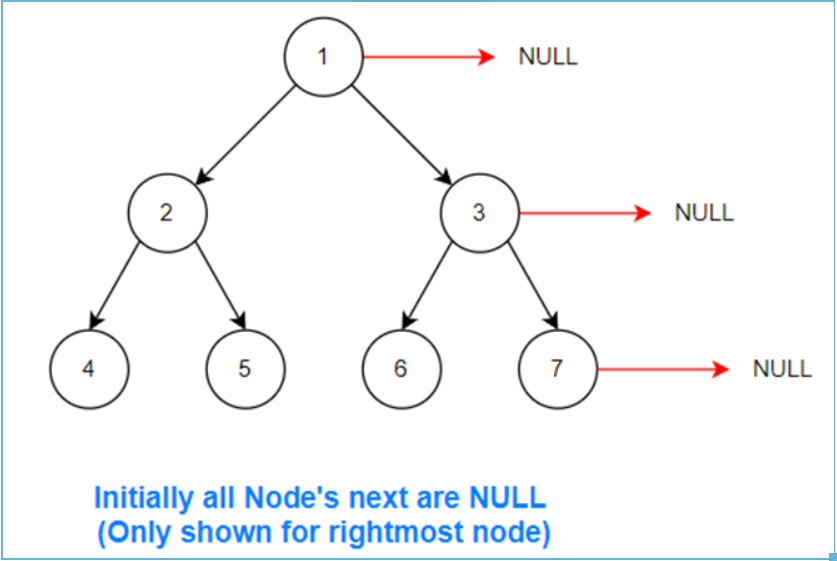 1 NULL
2 3 NULL
4 5 6 7 NULL
Initially all Node's next are NULL
(Only shown for rightmost node)